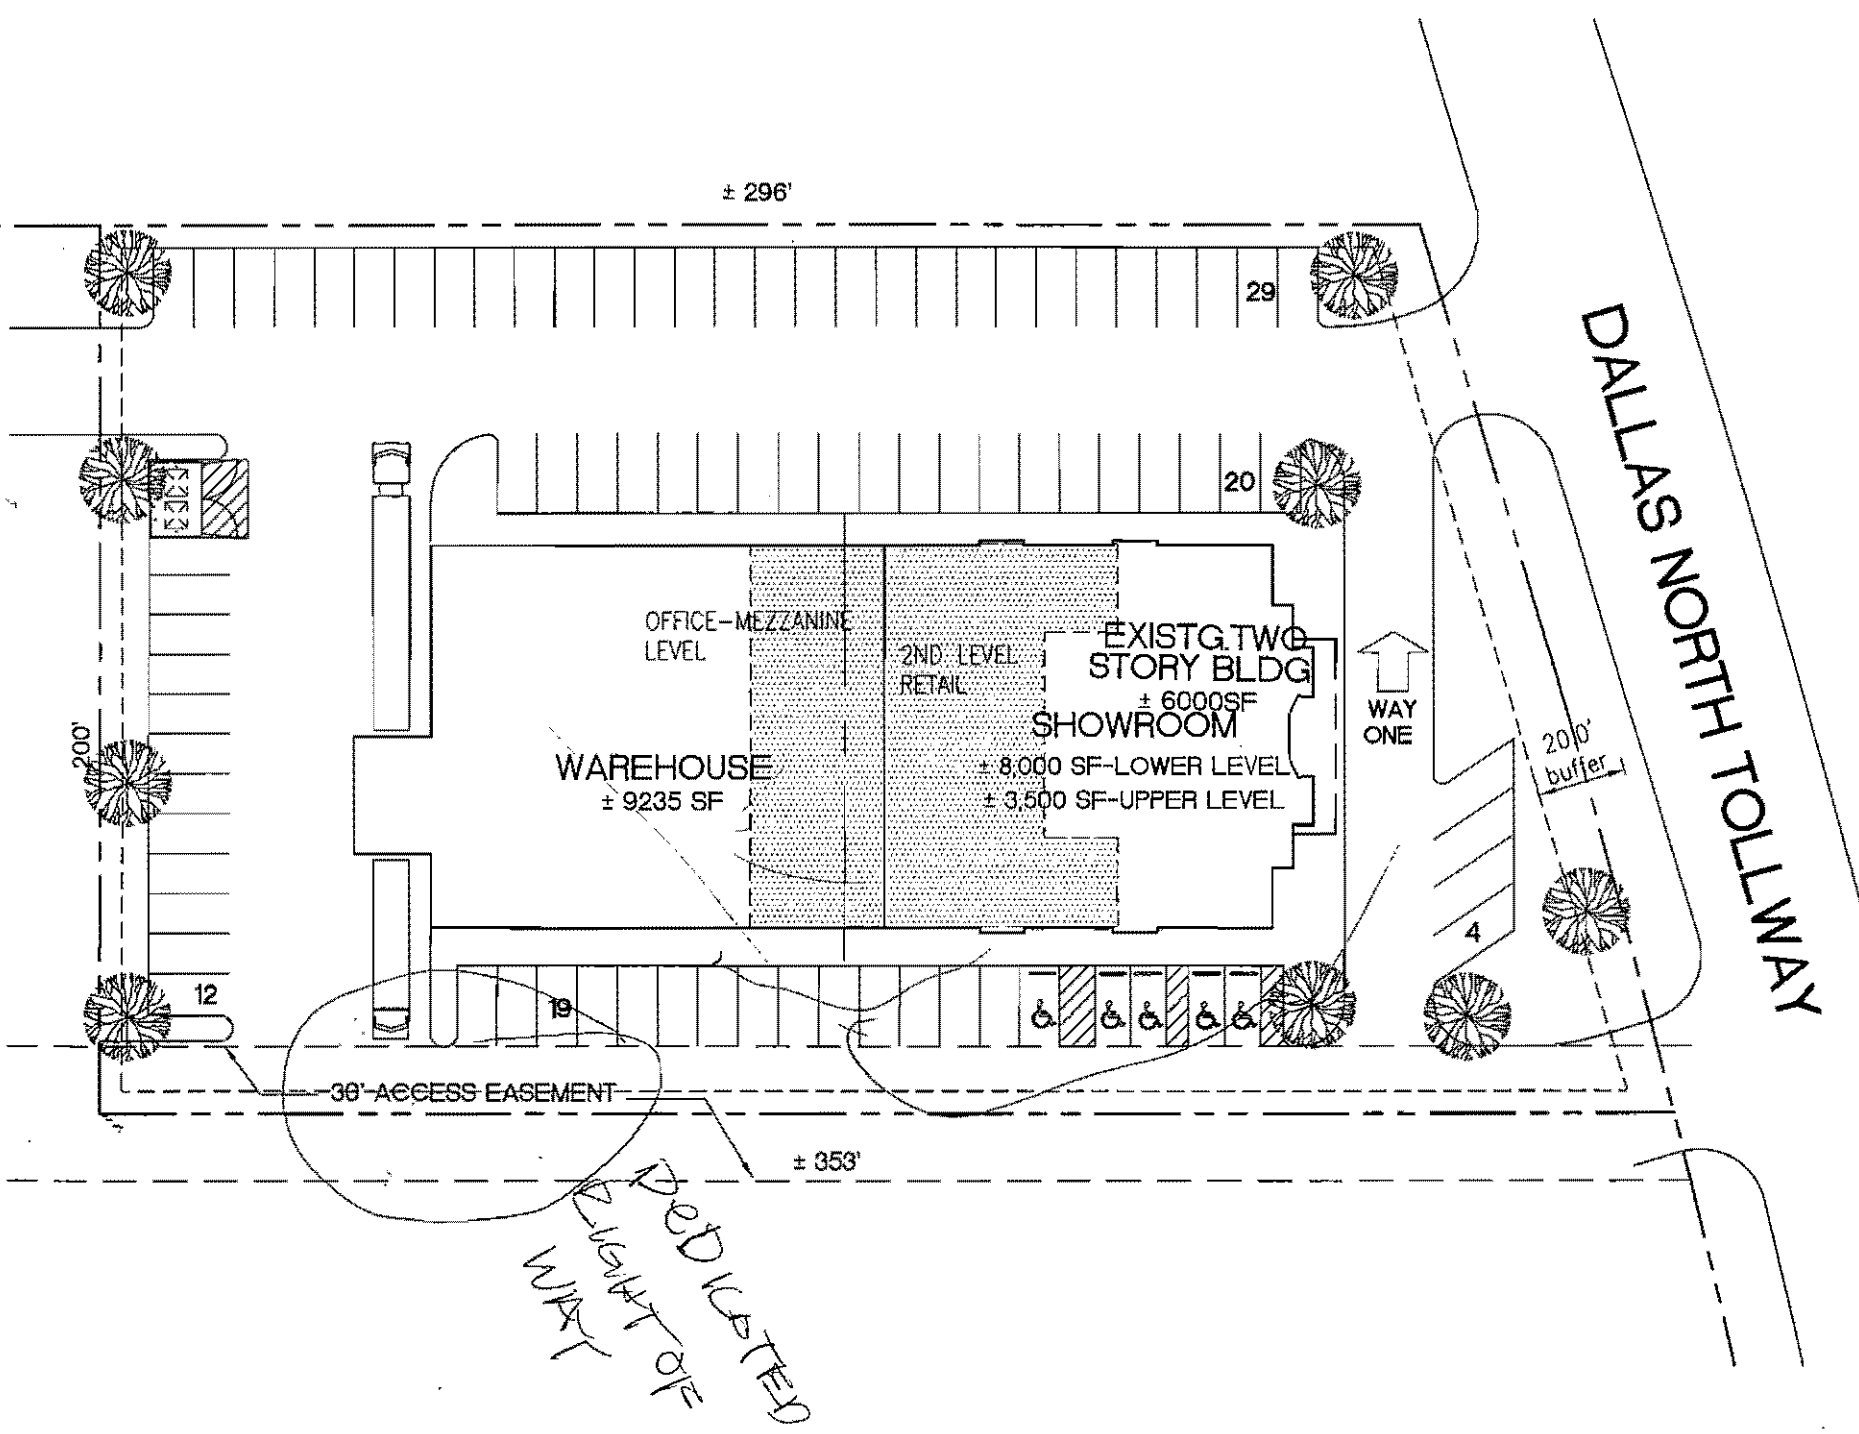 ± 296'
29
DALLAS NORTH TOLLWAY
20
OFFICE-MEZZANINE
LEVEL
2ND LEVEL
RETAIL
EXISTG.TWO
STORY BLDG
± 6000SF
SHOWROOM
± 8,000 SF-LOWER LEVEL
± 3,500 SF-UPPER LEVEL
WAREHOUSE
± 9235 SF
WAY
ONE
20'0'
buffer
200'
4
12
19
30' ACCESS EASEMENT
± 353'
DeDICATED
RIGHT OF
WAY